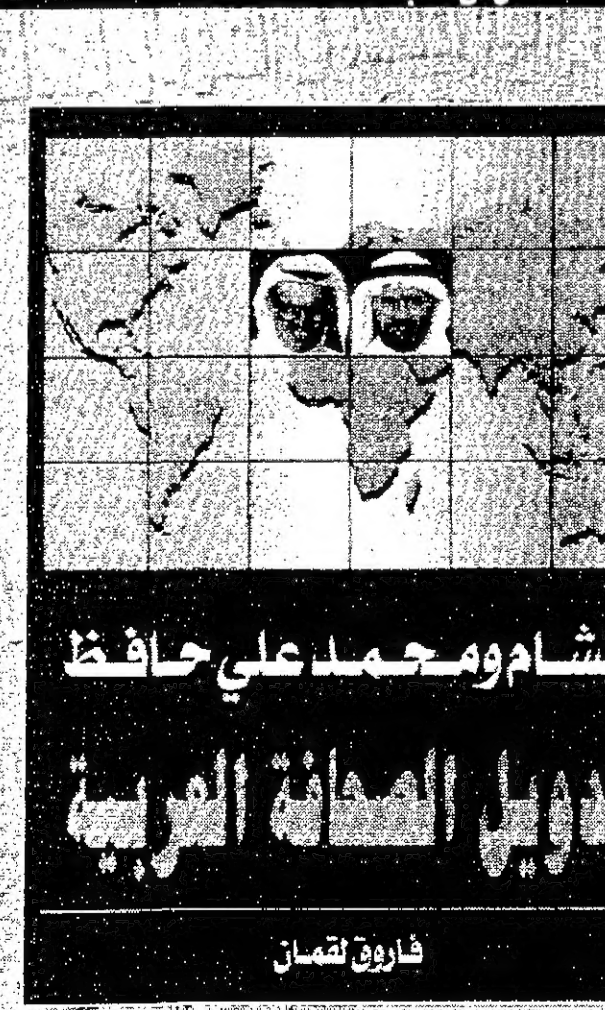 شام ومحمد علي حافظ
دويل الصحافة العربية
فاروق لقمان